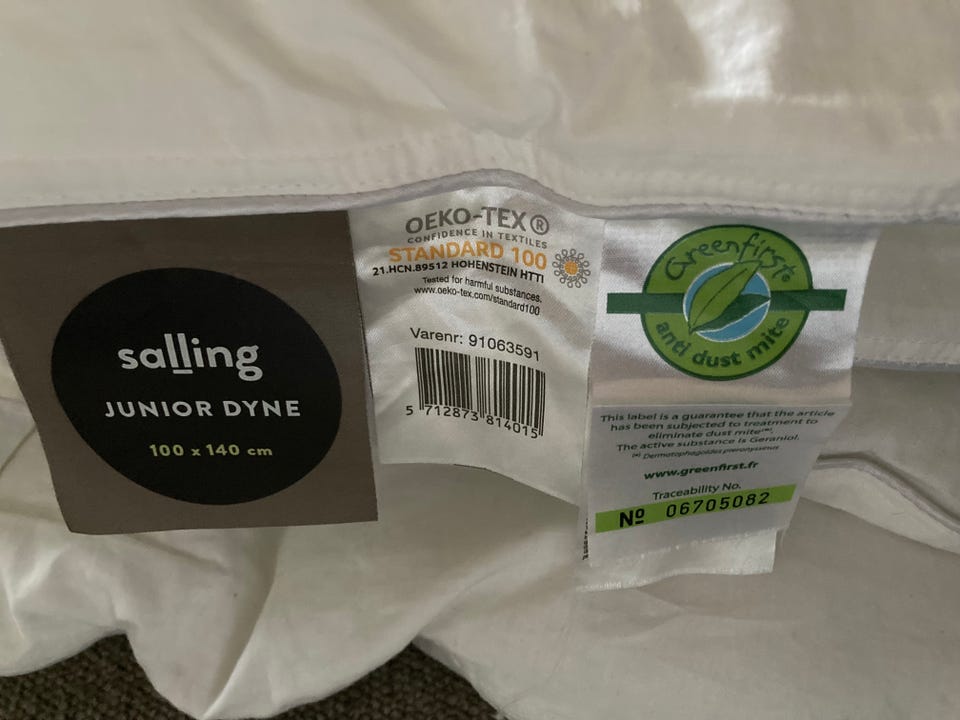 salling
JUNIOR DYNE
100 x 140 cm
OEKO-TEX®
CONFIDENCE IN TEXTILES
STANDARD 100
21.HCN.89512 HOHENSTEIN HTTI
Tested for harmful substances.
www.oeko-tex.com/standard100
Varenr: 91063591
5 712873 814015
Greenfirst®
anti dust mite
This label is a guarantee that the article
has been subjected to treatment to
eliminate dust mite(*).
The active substance is Geraniol.
(*) Dermatophagoides pteronyssinus
www.greenfirst.fr
Traceability No.
Nº 06705082